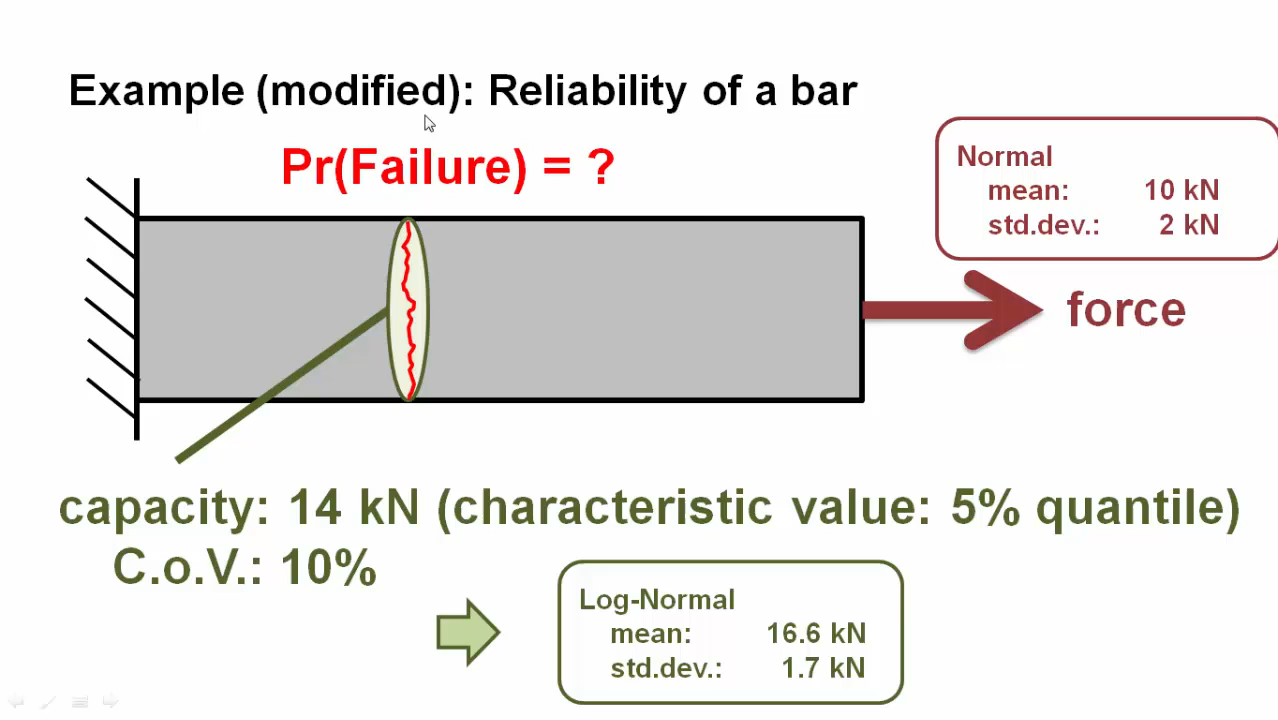 Example (modified): Reliability of a bar
Pr(Failure) = ?
Normal
mean: 10 kN
std.dev.: 2 kN
force
capacity: 14 kN (characteristic value: 5% quantile)
C.o.V.: 10%
Log-Normal
mean: 16.6 kN
std.dev.: 1.7 kN